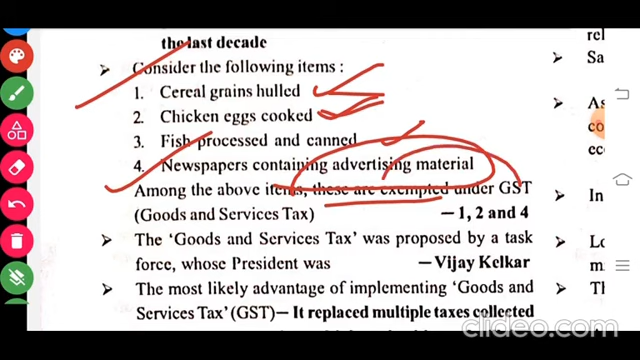 the last decade
Consider the following items :
1. Cereal grains hulled
2. Chicken eggs cooked
3. Fish processed and canned
4. Newspapers containing advertising material
Among the above items, these are exempted under GST
(Goods and Services Tax) —1, 2 and 4
The ‘Goods and Services Tax’ was proposed by a task
force, whose President was —Vijay Kelkar
The most likely advantage of implementing ‘Goods and
Services Tax’ (GST)— It replaced multiple taxes collected
rel
Sa
As
co
ec
In
Lo
m
Th
clideo.com